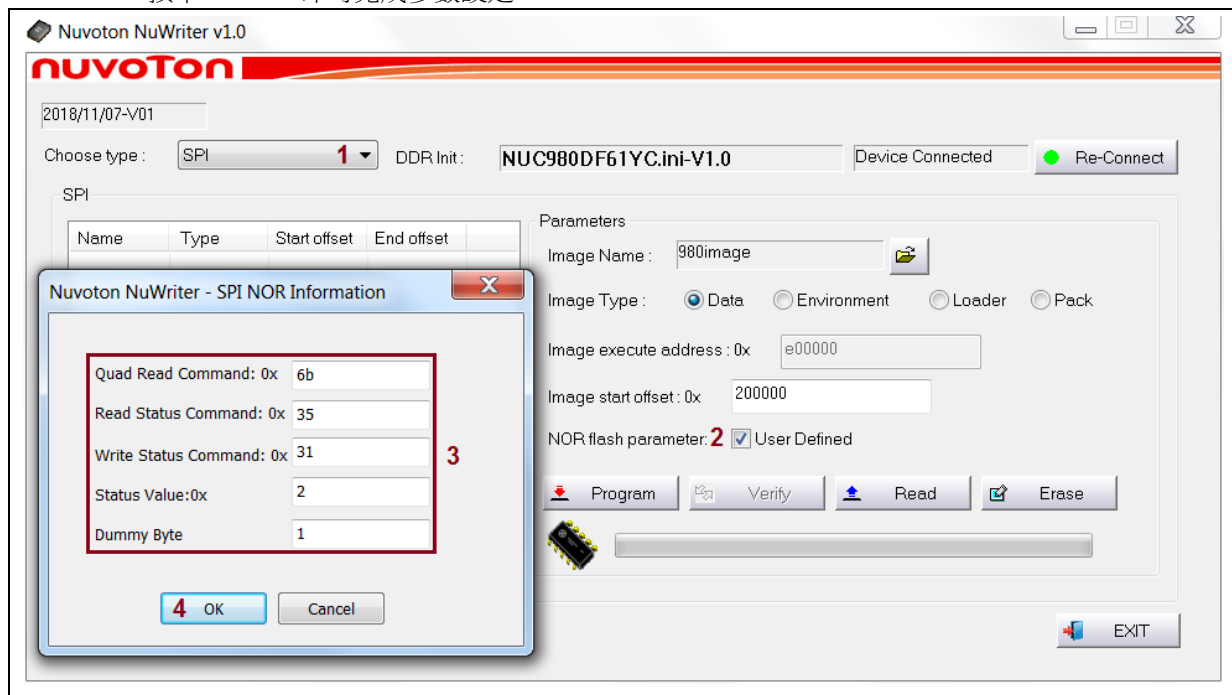 Nuvoton NuWriter v1.0
nuvoTon
2018/11/07-V01
Choose type : SPI 1 DDR Init : NUC980DF61YC.ini-V1.0 Device Connected Re-Connect
SPI
Name Type Start offset End offset
Parameters
Image Name : 980image
Image Type : Data Environment Loader Pack
Image execute address : 0x e00000
Image start offset : 0x 200000
NOR flash parameter: 2 User Defined
Program Verify Read Erase
Nuvoton NuWriter - SPI NOR Information
Quad Read Command: 0x 6b
Read Status Command: 0x 35
Write Status Command: 0x 31
3
Status Value:0x 2
Dummy Byte 1
4 OK Cancel
EXIT